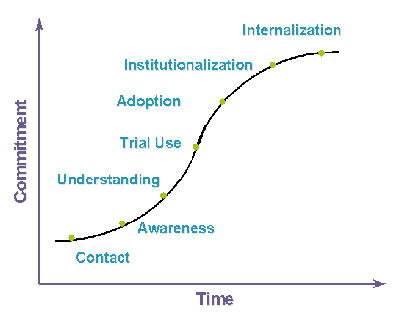 Internalization
Institutionalization
Adoption
Trial Use
Understanding
Awareness
Contact
Commitment
Time